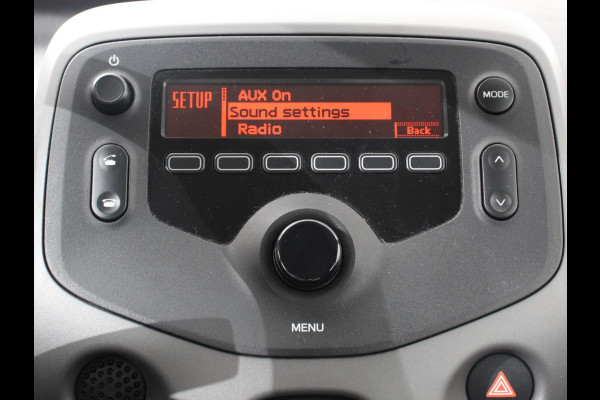 SETUP
AUX On
Sound settings
Radio
Back
MODE
MENU